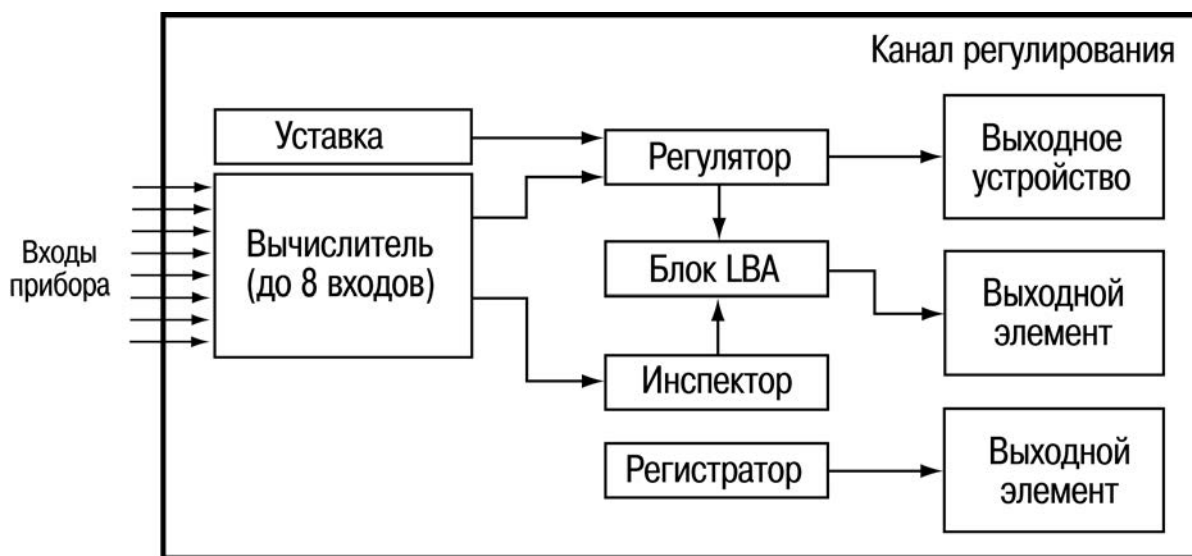 Канал регулирования
Уставка
Регулятор
Выходное
устройство
Входы
прибора
Вычислитель
(до 8 входов)
Блок LBA
Выходной
элемент
Инспектор
Регистратор
Выходной
элемент